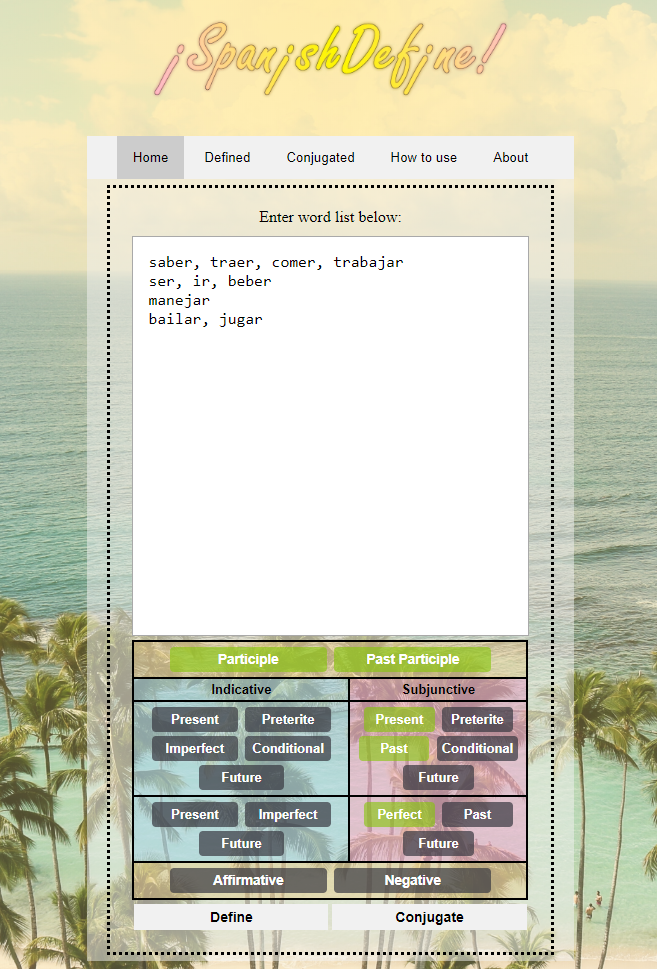 ¡SpanishDefine!
Home Defined Conjugated How to use About
Enter word list below:
saber, traer, comer, trabajar
ser, ir, beber
manejar
bailar, jugar
Participle Past Participle
Indicative Subjunctive
Present Preterite Present Preterite
Imperfect Conditional Past Conditional
Future Future
Present Imperfect Perfect Past
Future Future
Affirmative Negative
Define Conjugate